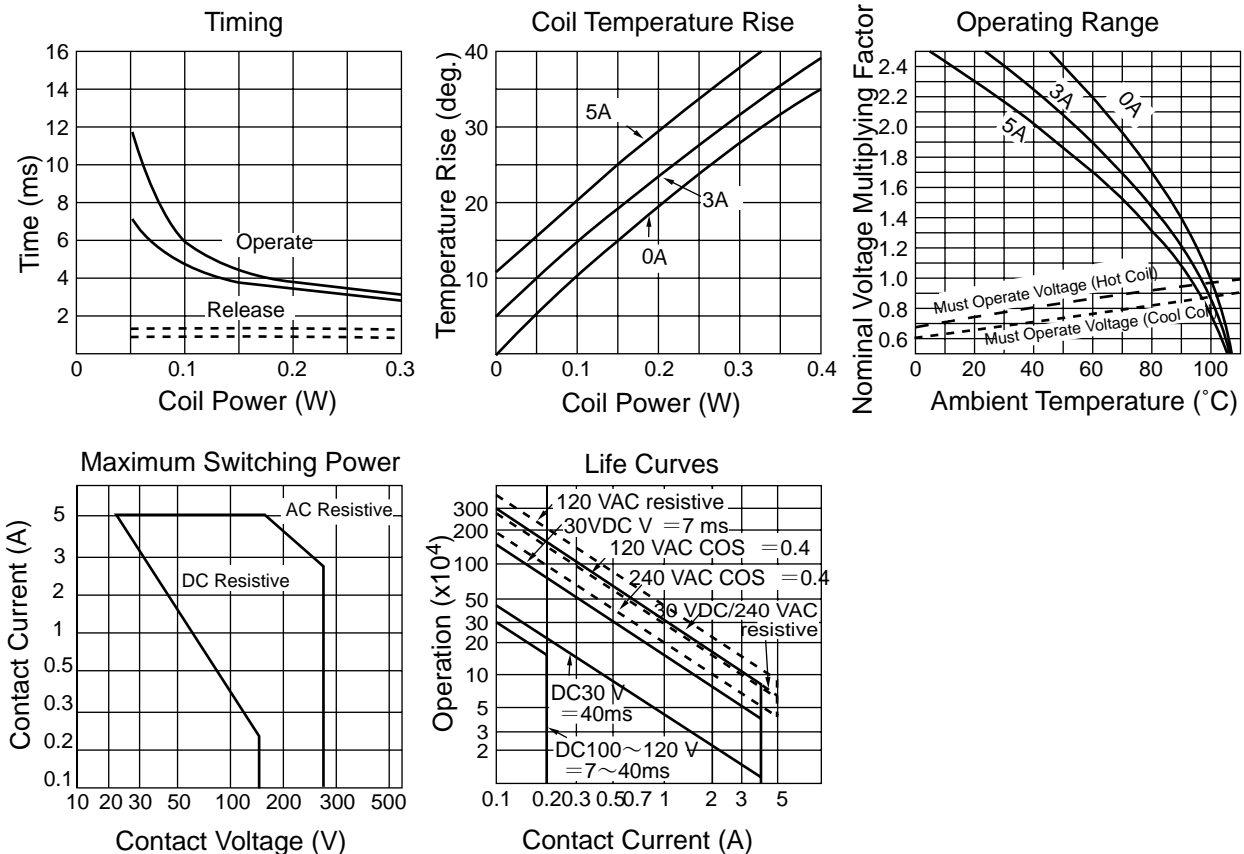 Timing
Time (ms)
16
14
12
10
8
6
4
2
Operate
Release
0
0.1
0.2
0.3
Coil Power (W)
Coil Temperature Rise
Temperature Rise (deg.)
40
30
20
10
5A
3A
0A
0
0.1
0.2
0.3
0.4
Coil Power (W)
Operating Range
Nominal Voltage Multiplying Factor
2.4
2.2
2.0
1.8
1.6
1.4
1.2
1.0
0.8
0.6
5A
3A
0A
Must Operate Voltage (Hot Coil)
Must Operate Voltage (Cool Coil)
0
20
40
60
80
100
Ambient Temperature (˚C)
Maximum Switching Power
Contact Current (A)
5
3
2
1
0.5
0.3
0.2
0.1
AC Resistive
DC Resistive
10 20 30 50 100 200 300 500
Contact Voltage (V)
Life Curves
Operation (x10⁴)
300
200
100
50
30
20
10
5
3
2
120 VAC resistive
30VDC V =7 ms
120 VAC COS =0.4
240 VAC COS =0.4
30 VDC/240 VAC
resistive
DC30 V
=40ms
DC100～120 V
=7～40ms
0.1 0.20.3 0.50.7 1 2 3 5
Contact Current (A)